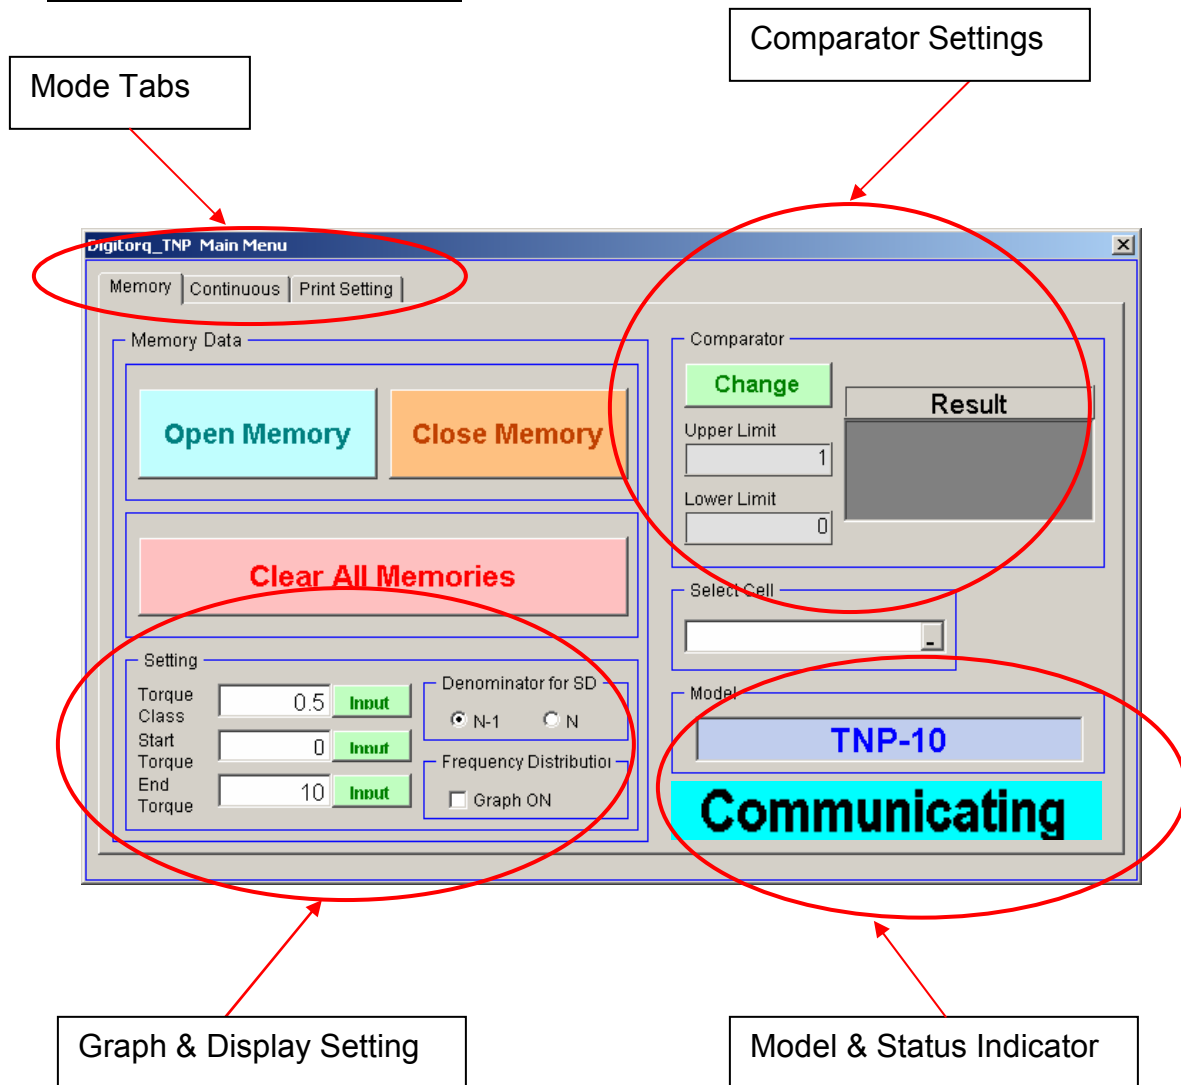 Comparator Settings
Mode Tabs
Digitorq_TNP Main Menu
Memory Continuous Print Setting
Memory Data
Open Memory Close Memory
Clear All Memories
Setting
Torque Class 0.5 Input
Start Torque 0 Input
End Torque 10 Input
Denominator for SD
N-1 N
Frequency Distribution
Graph ON
Comparator
Change
Result
Upper Limit
1
Lower Limit
0
Select Cell
Model
TNP-10
Communicating
Graph & Display Setting
Model & Status Indicator